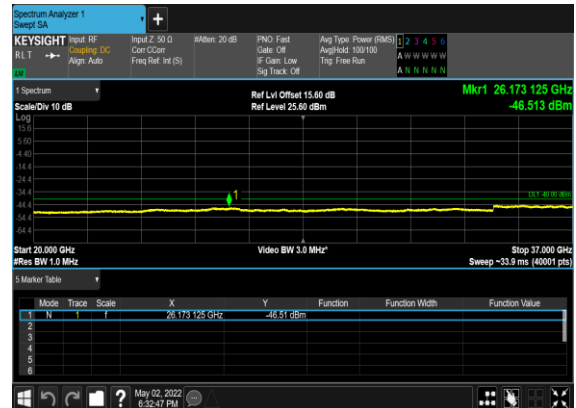 Spectrum Analyzer 1
Swept SA
KEYSIGHT Input: RF Input Z: 50 Ω #Atten: 20 dB PNO: Fast Avg Type: Power (RMS) 1 2 3 4 5 6
RLT Coupling: DC Corr CCorr Gate: Off Avg|Hold: 100/100 A W W W W W
Align: Auto Freq Ref: Int (S) IF Gain: Low Trig: Free Run
Sig Track: Off A N N N N N
1 Spectrum Ref Lvl Offset 15.60 dB Mkr1 26.173 125 GHz
Scale/Div 10 dB Ref Level 25.60 dBm -46.513 dBm
Log
15.6
5.60
-4.40
-14.4
-24.4
-34.4 1 DL1 -40.00 dBm
-44.4
-54.4
-64.4
Start 20.000 GHz Video BW 3.0 MHz* Stop 37.000 GHz
#Res BW 1.0 MHz Sweep ~33.9 ms (40001 pts)
5 Marker Table
Mode Trace Scale X Y Function Function Width Function Value
1 N 1 f 26.173 125 GHz -46.51 dBm
2
3
4
5
6
? May 02, 2022
6:32:47 PM